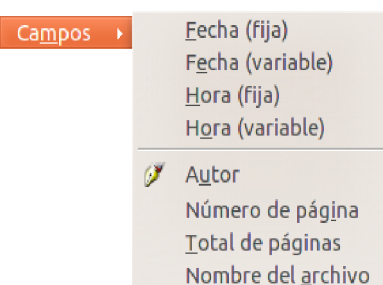 Campos
Fecha (fija)
Fecha (variable)
Hora (fija)
Hora (variable)
Autor
Número de página
Total de páginas
Nombre del archivo